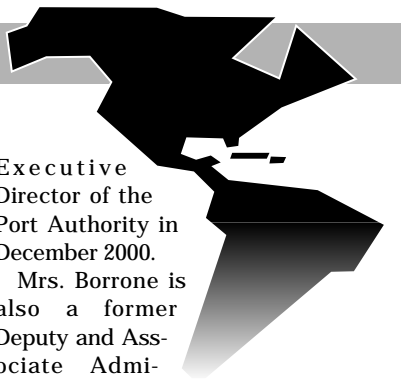 Executive
Director of the
Port Authority in
December 2000.
Mrs. Borrone is
also a former
Deputy and Ass-
ociate Admi-